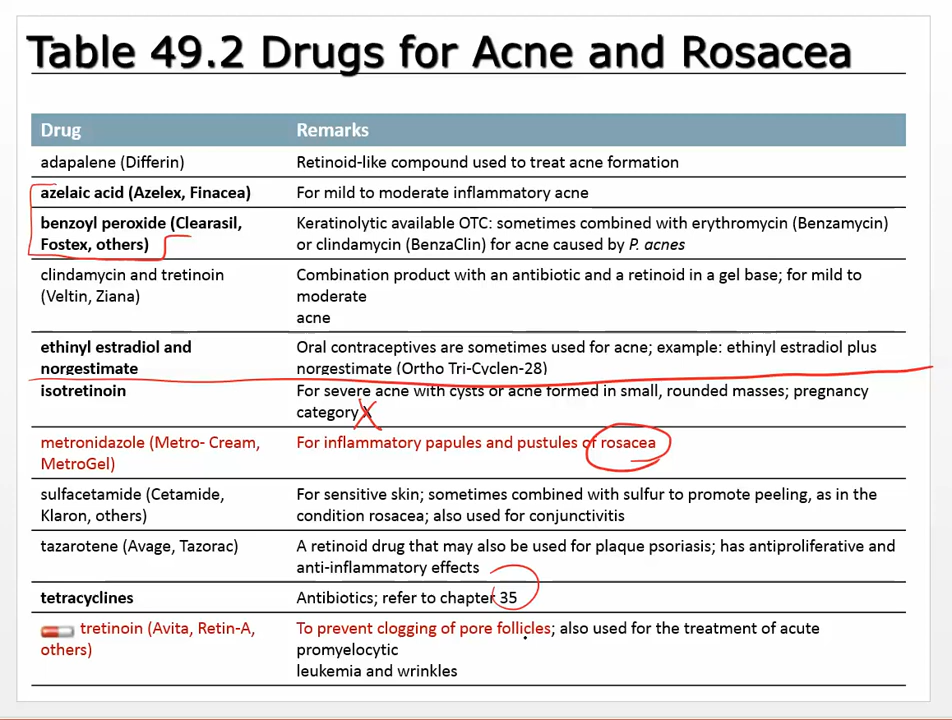 Table 49.2 Drugs for Acne and Rosacea
Drug Remarks
adapalene (Differin) Retinoid-like compound used to treat acne formation
azelaic acid (Azelex, Finacea) For mild to moderate inflammatory acne
benzoyl peroxide (Clearasil, Keratinolytic available OTC: sometimes combined with erythromycin (Benzamycin)
Fostex, others) or clindamycin (BenzaClin) for acne caused by P. acnes
clindamycin and tretinoin Combination product with an antibiotic and a retinoid in a gel base; for mild to
(Veltin, Ziana) moderate
acne
ethinyl estradiol and Oral contraceptives are sometimes used for acne; example: ethinyl estradiol plus
norgestimate norgestimate (Ortho Tri-Cyclen-28)
isotretinoin For severe acne with cysts or acne formed in small, rounded masses; pregnancy
category X
metronidazole (Metro- Cream, For inflammatory papules and pustules of rosacea
MetroGel)
sulfacetamide (Cetamide, For sensitive skin; sometimes combined with sulfur to promote peeling, as in the
Klaron, others) condition rosacea; also used for conjunctivitis
tazarotene (Avage, Tazorac) A retinoid drug that may also be used for plaque psoriasis; has antiproliferative and
anti-inflammatory effects
tetracyclines Antibiotics; refer to chapter 35
tretinoin (Avita, Retin-A, To prevent clogging of pore follicles; also used for the treatment of acute
others) promyelocytic
leukemia and wrinkles